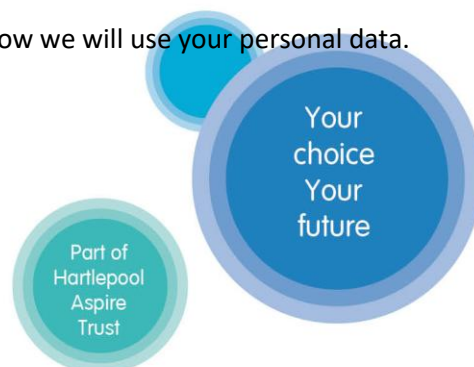 ow we will use your personal data.
Your
choice
Your
future
Part of
Hartlepool
Aspire
Trust